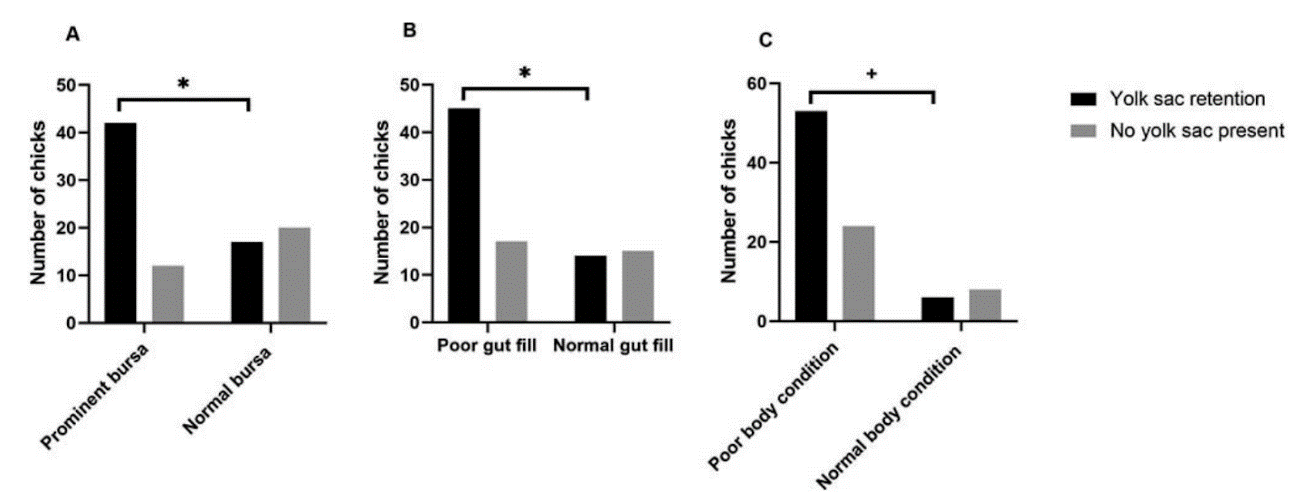 A
Number of chicks
50
40
30
20
10
0
*
Prominent bursa
Normal bursa
B
Number of chicks
50
40
30
20
10
0
*
Poor gut fill
Normal gut fill
C
Number of chicks
60
40
20
0
+
Poor body condition
Normal body condition
Yolk sac retention
No yolk sac present